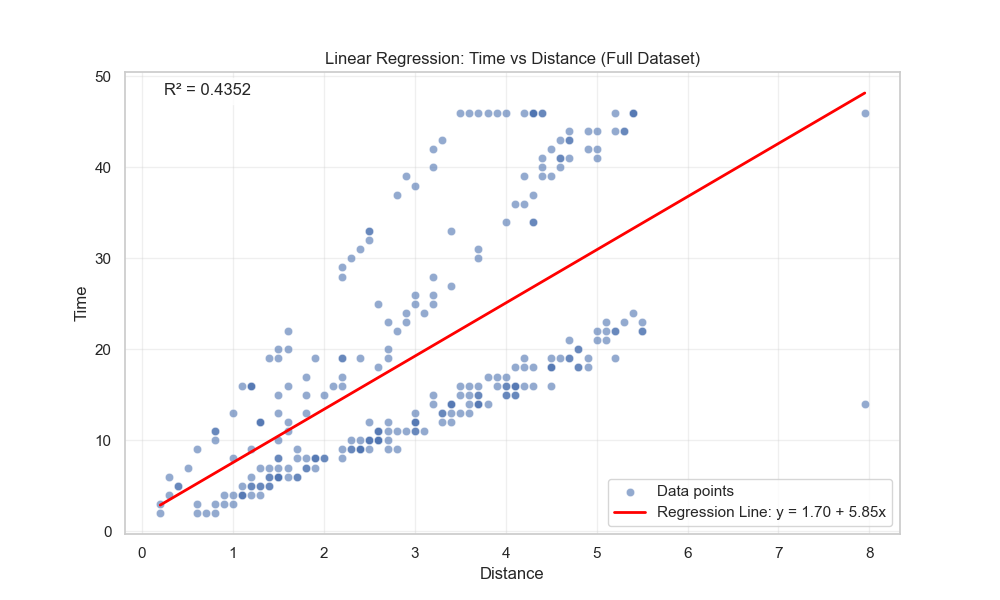 Linear Regression: Time vs Distance (Full Dataset)
R² = 0.4352
50
40
30
20
10
0
Time
0 1 2 3 4 5 6 7 8
Distance
Data points
Regression Line: y = 1.70 + 5.85x